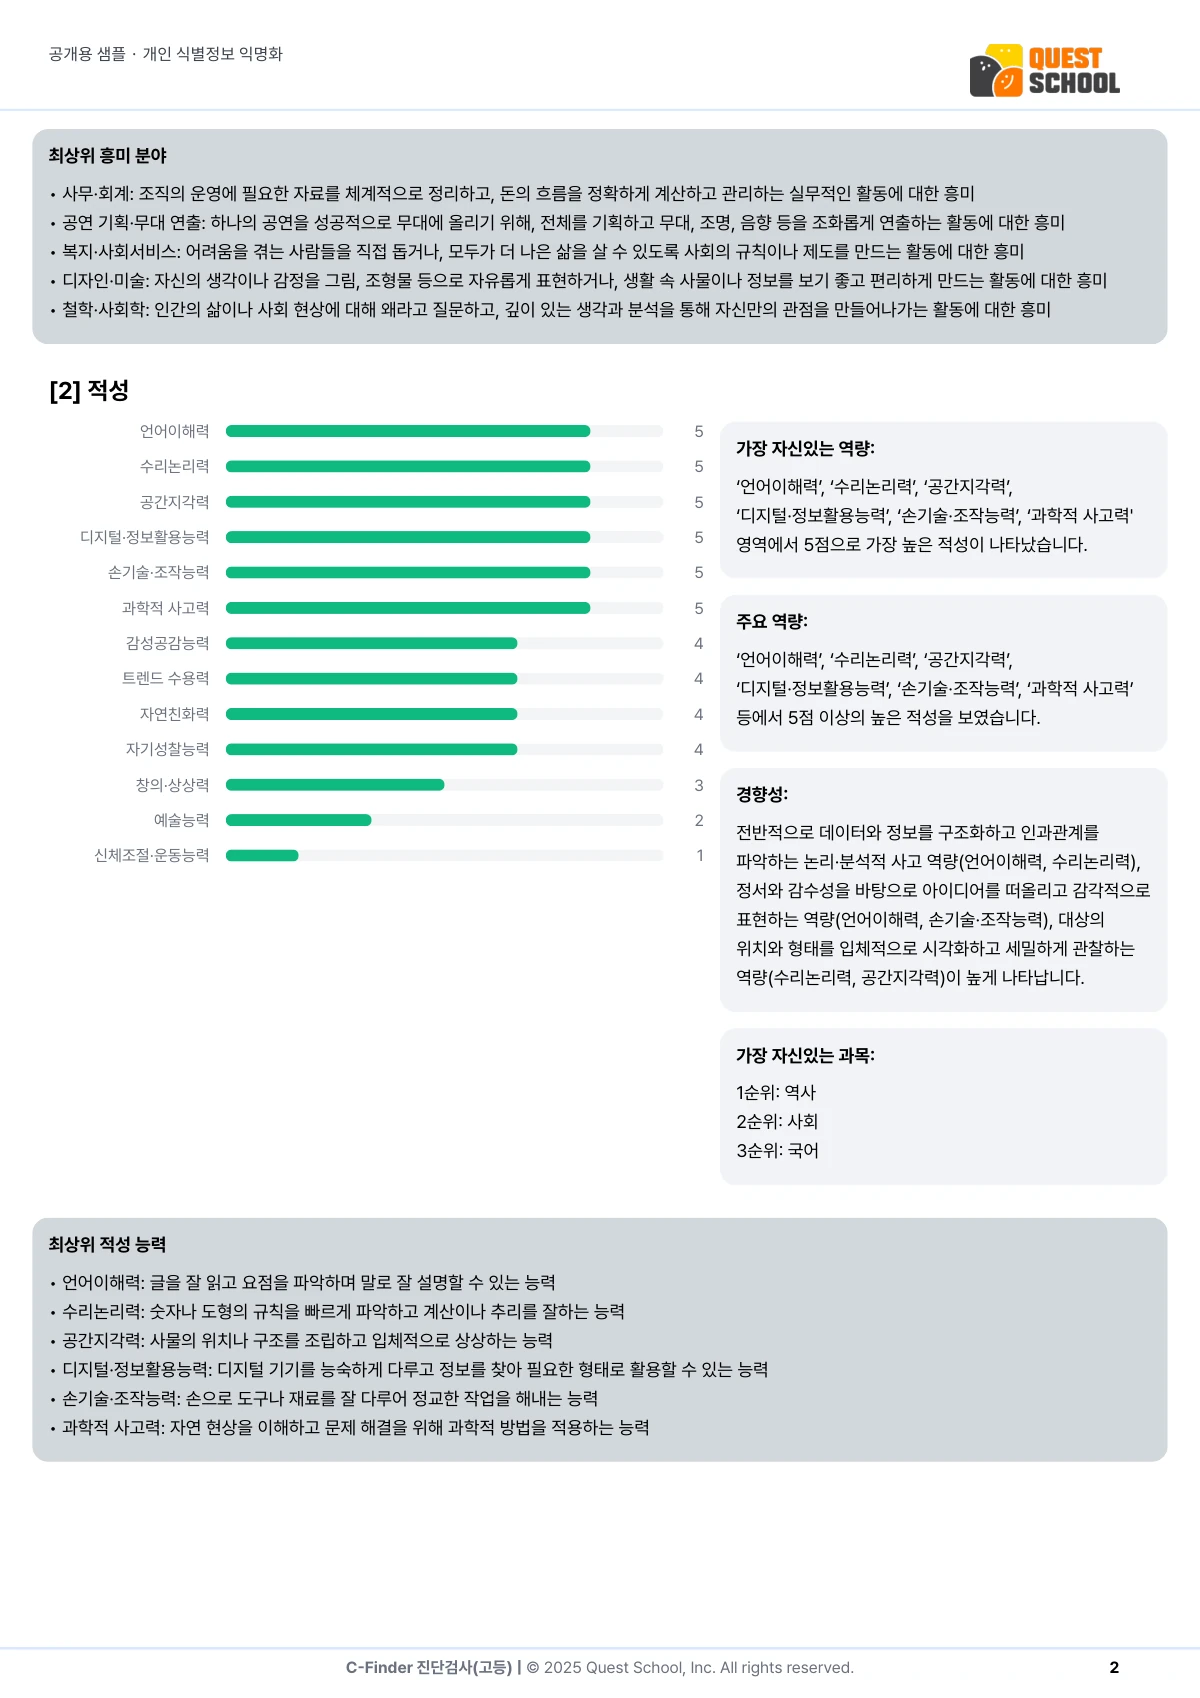 공개용 샘플 · 개인 식별정보 익명화
QUEST
SCHOOL
최상위 흥미 분야
• 사무·회계: 조직의 운영에 필요한 자료를 체계적으로 정리하고, 돈의 흐름을 정확하게 계산하고 관리하는 실무적인 활동에 대한 흥미
• 공연 기획·무대 연출: 하나의 공연을 성공적으로 무대에 올리기 위해, 전체를 기획하고 무대, 조명, 음향 등을 조화롭게 연출하는 활동에 대한 흥미
• 복지·사회서비스: 어려움을 겪는 사람들을 직접 돕거나, 모두가 더 나은 삶을 살 수 있도록 사회의 규칙이나 제도를 만드는 활동에 대한 흥미
• 디자인·미술: 자신의 생각이나 감정을 그림, 조형물 등으로 자유롭게 표현하거나, 생활 속 사물이나 정보를 보기 좋고 편리하게 만드는 활동에 대한 흥미
• 철학·사회학: 인간의 삶이나 사회 현상에 대해 왜라고 질문하고, 깊이 있는 생각과 분석을 통해 자신만의 관점을 만들어나가는 활동에 대한 흥미
[2] 적성
언어이해력 5
수리논리력 5
공간지각력 5
디지털·정보활용능력 5
손기술·조작능력 5
과학적 사고력 5
감성공감능력 4
트렌드 수용력 4
자연친화력 4
자기성찰능력 4
창의·상상력 3
예술능력 2
신체조절·운동능력 1
가장 자신있는 역량:
‘언어이해력’, ‘수리논리력’, ‘공간지각력’,
‘디지털·정보활용능력’, ‘손기술·조작능력’, ‘과학적 사고력'
영역에서 5점으로 가장 높은 적성이 나타났습니다.
주요 역량:
‘언어이해력’, ‘수리논리력’, ‘공간지각력’,
‘디지털·정보활용능력’, ‘손기술·조작능력’, ‘과학적 사고력’
등에서 5점 이상의 높은 적성을 보였습니다.
경향성:
전반적으로 데이터와 정보를 구조화하고 인과관계를
파악하는 논리·분석적 사고 역량(언어이해력, 수리논리력),
정서와 감수성을 바탕으로 아이디어를 떠올리고 감각적으로
표현하는 역량(언어이해력, 손기술·조작능력), 대상의
위치와 형태를 입체적으로 시각화하고 세밀하게 관찰하는
역량(수리논리력, 공간지각력)이 높게 나타납니다.
가장 자신있는 과목:
1순위: 역사
2순위: 사회
3순위: 국어
최상위 적성 능력
• 언어이해력: 글을 잘 읽고 요점을 파악하며 말로 잘 설명할 수 있는 능력
• 수리논리력: 숫자나 도형의 규칙을 빠르게 파악하고 계산이나 추리를 잘하는 능력
• 공간지각력: 사물의 위치나 구조를 조립하고 입체적으로 상상하는 능력
• 디지털·정보활용능력: 디지털 기기를 능숙하게 다루고 정보를 찾아 필요한 형태로 활용할 수 있는 능력
• 손기술·조작능력: 손으로 도구나 재료를 잘 다루어 정교한 작업을 해내는 능력
• 과학적 사고력: 자연 현상을 이해하고 문제 해결을 위해 과학적 방법을 적용하는 능력
C-Finder 진단검사(고등) | © 2025 Quest School, Inc. All rights reserved.
2